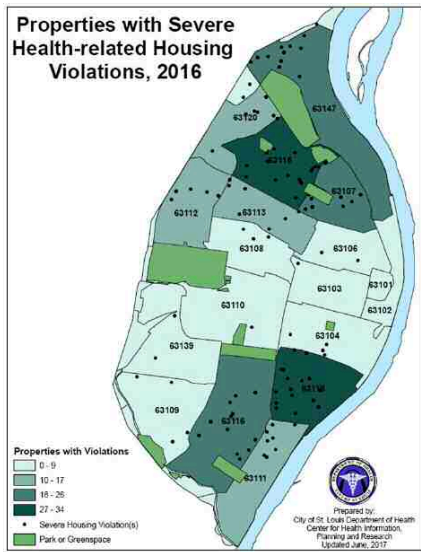 Properties with Severe
Health-related Housing
Violations, 2016
63147
63120
63115
63107
63112
63113
63108
63106
63101
63103
63102
63110
63104
63139
63118
63109
63116
63111
Properties with Violations
0 - 9
10 - 17
18 - 26
27 - 34
Severe Housing Violation(s)
Park or Greenspace
Prepared by:
City of St. Louis Department of Health
Center for Health Information,
Planning and Research
Updated June, 2017